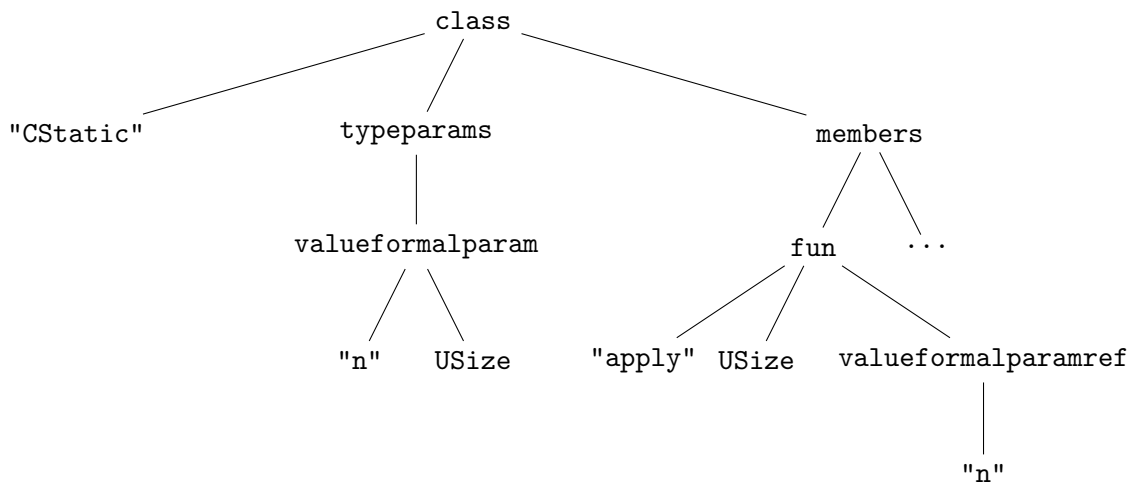 class
"CStatic" typeparams members
valueformalparam fun ...
"n" USize "apply" USize valueformalparamref
"n"